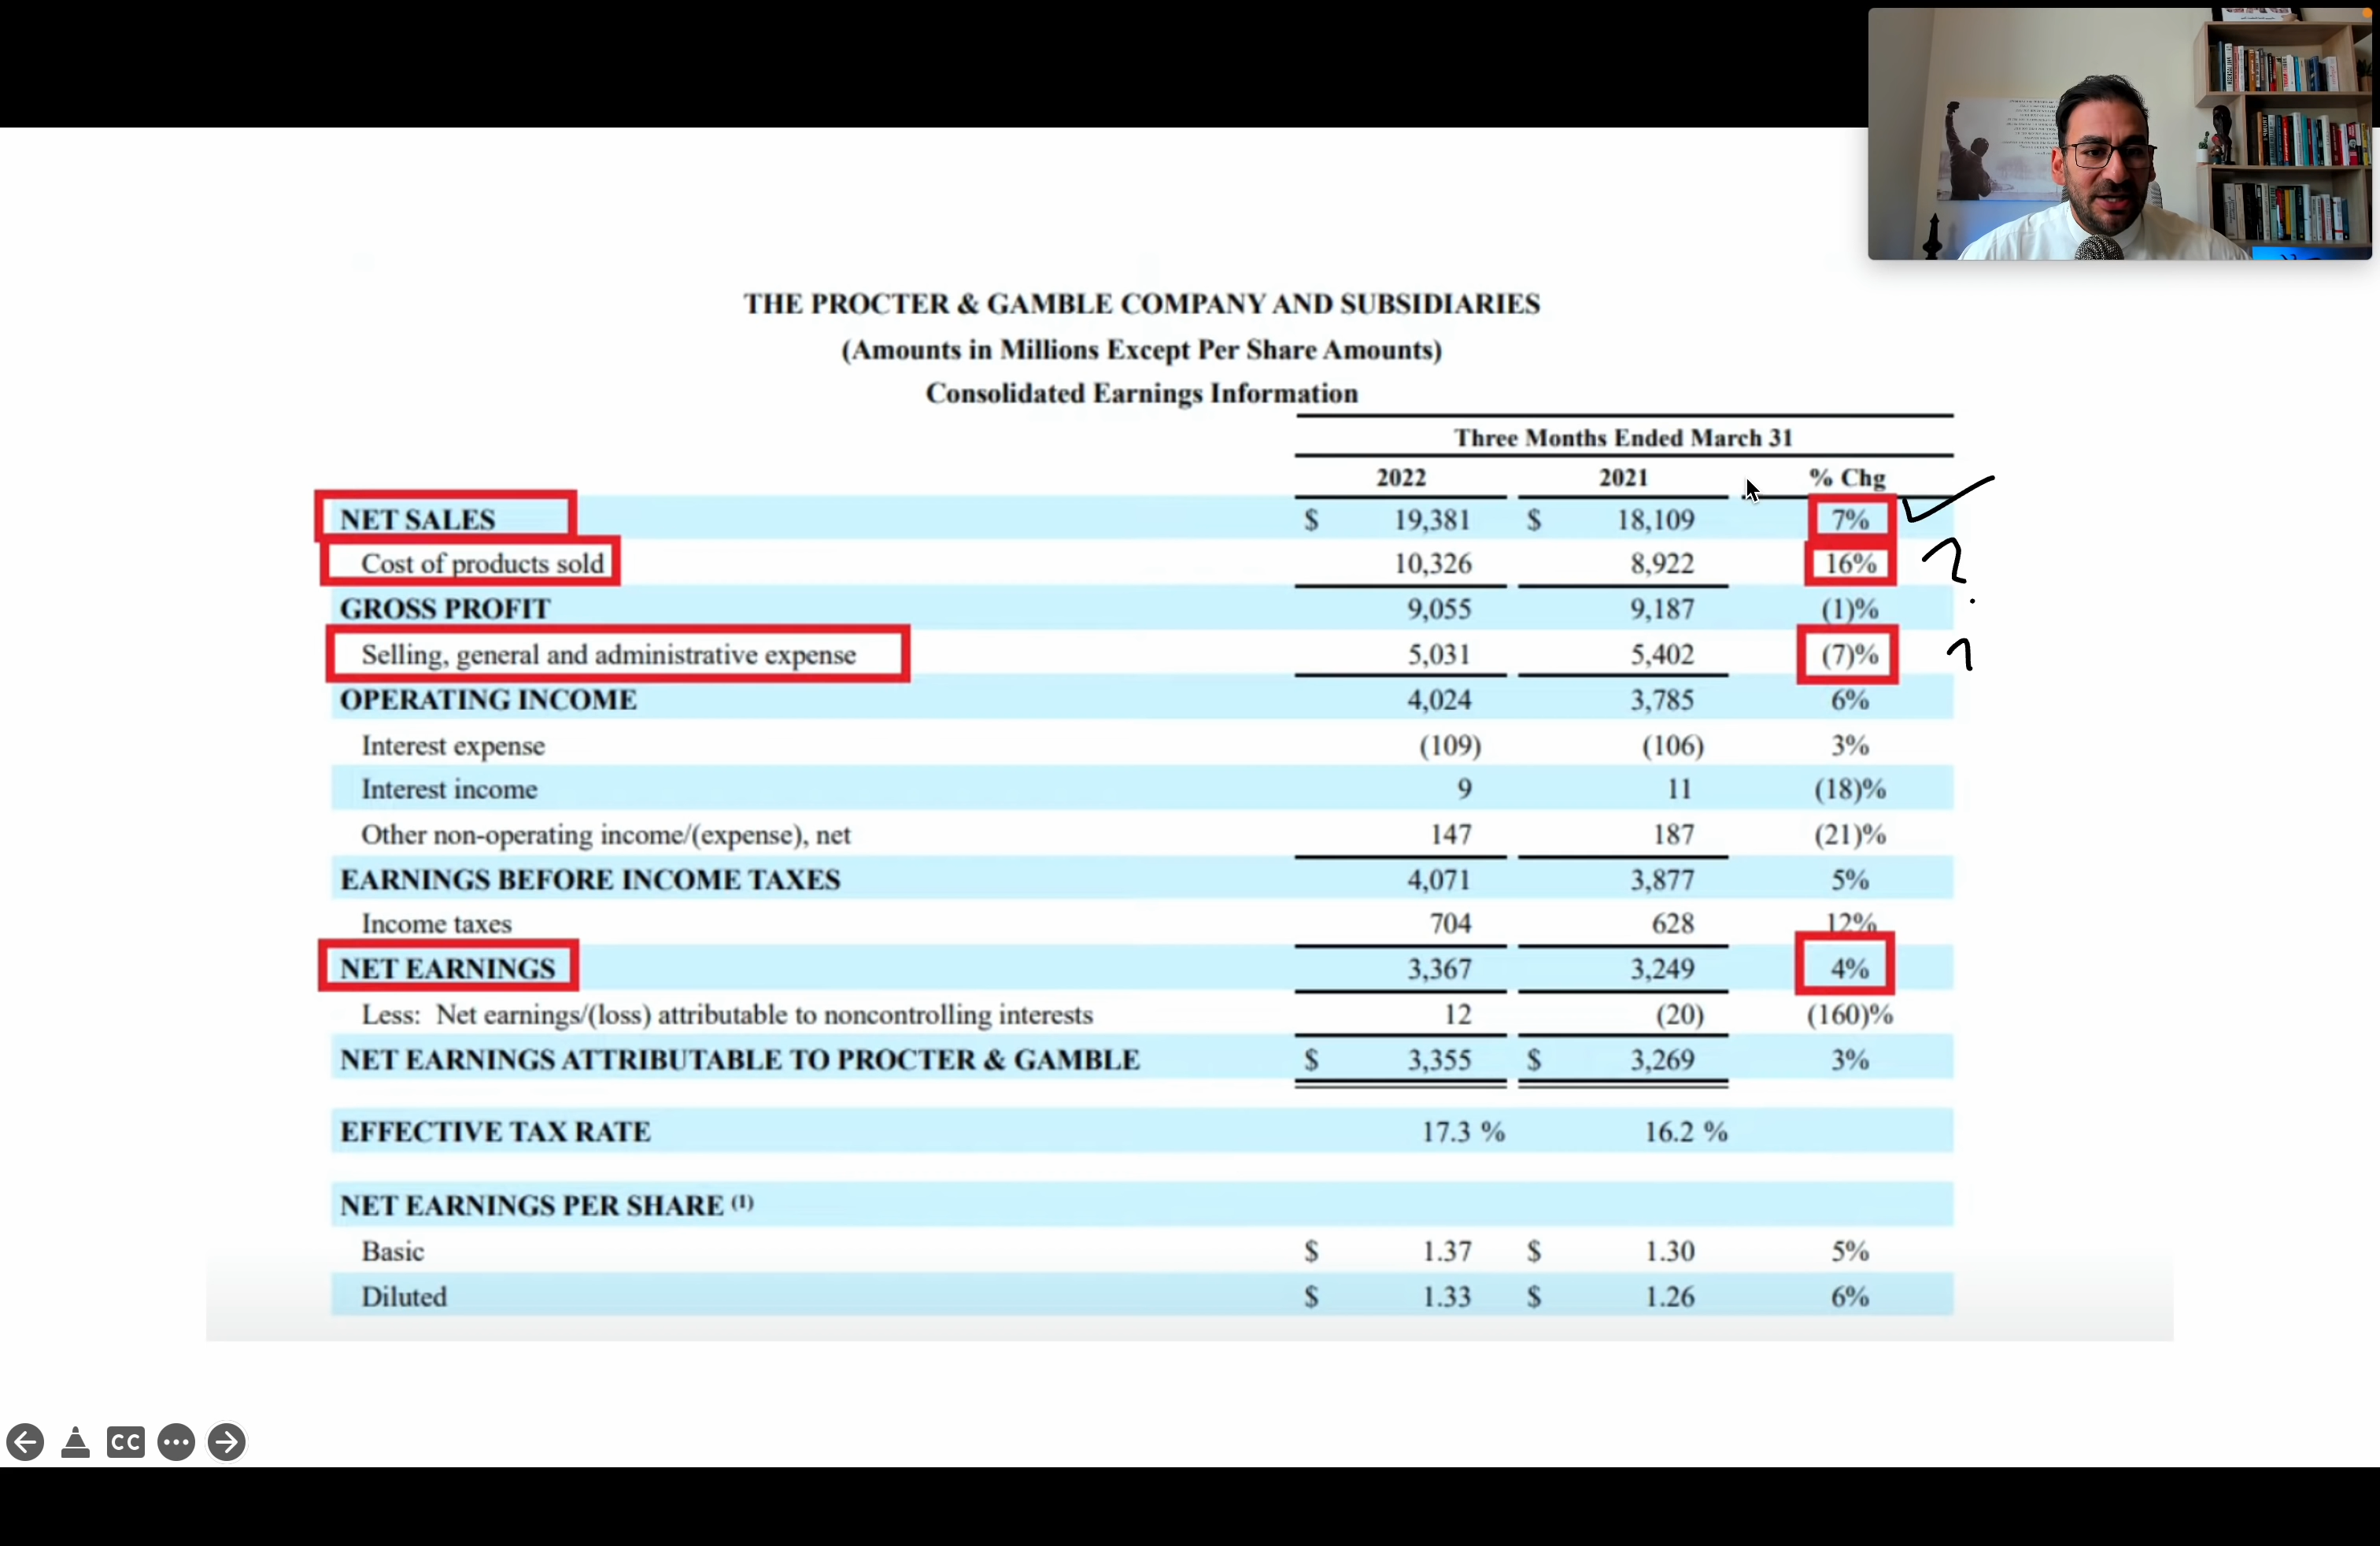 THE PROCTER & GAMBLE COMPANY AND SUBSIDIARIES
(Amounts in Millions Except Per Share Amounts)
Consolidated Earnings Information
Three Months Ended March 31
2022 2021 % Chg
NET SALES $ 19,381 $ 18,109 7%
Cost of products sold 10,326 8,922 16% ?
GROSS PROFIT 9,055 9,187 (1)%
Selling, general and administrative expense 5,031 5,402 (7)%
OPERATING INCOME 4,024 3,785 6%
Interest expense (109) (106) 3%
Interest income 9 11 (18)%
Other non-operating income/(expense), net 147 187 (21)%
EARNINGS BEFORE INCOME TAXES 4,071 3,877 5%
Income taxes 704 628 12%
NET EARNINGS 3,367 3,249 4%
Less: Net earnings/(loss) attributable to noncontrolling interests 12 (20) (160)%
NET EARNINGS ATTRIBUTABLE TO PROCTER & GAMBLE $ 3,355 $ 3,269 3%
EFFECTIVE TAX RATE 17.3 % 16.2 %
NET EARNINGS PER SHARE (1)
Basic $ 1.37 $ 1.30 5%
Diluted $ 1.33 $ 1.26 6%
CC